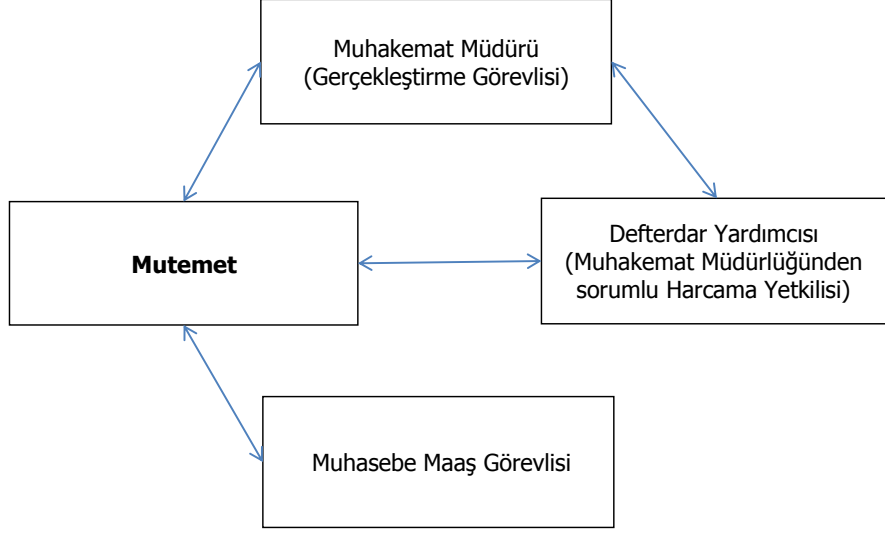 Muhakemat Müdürü
(Gerçekleştirme Görevlisi)
Mutemet
Defterdar Yardımcısı
(Muhakemat Müdürlüğünden
sorumlu Harcama Yetkilisi)
Muhasebe Maaş Görevlisi